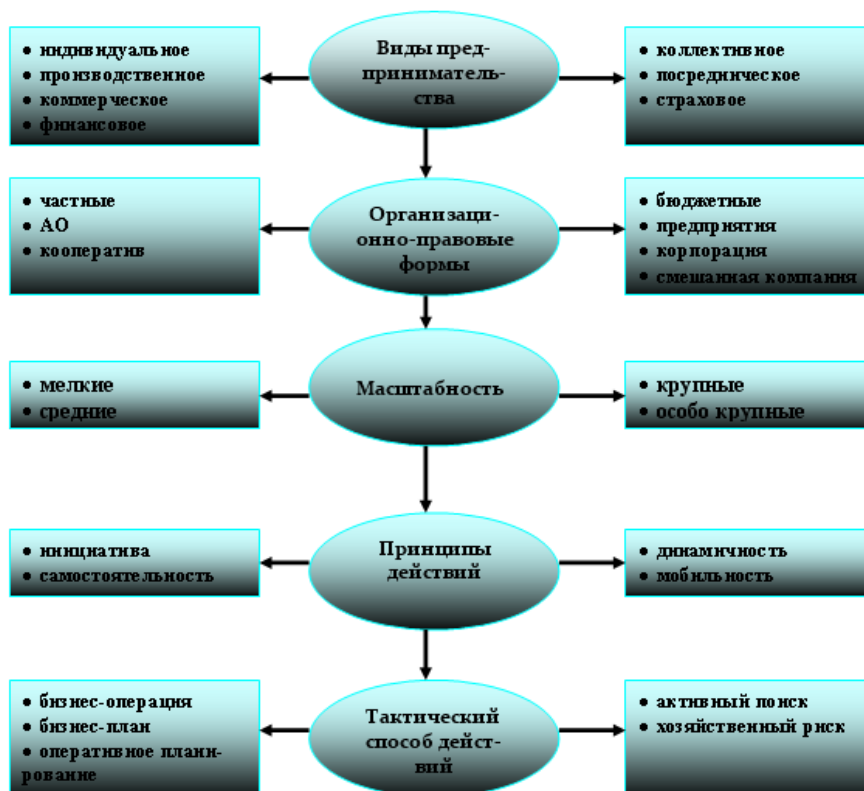 • индивидуальное
• производственное
• коммерческое
• финансовое
Виды пред-
приниматель-
ства
• коллективное
• посредническое
• страховое
• частные
• АО
• кооператив
Организаци-
онно-правовые
формы
• бюджетные
• предприятия
• корпорация
• смешанная компания
• мелкие
• средние
Масштабность
• крупные
• особо крупные
• инициатива
• самостоятельность
Принципы
действий
• динамичность
• мобильность
• бизнес-операция
• бизнес-план
• оперативное плани-
рование
Тактический
способ дейст-
вий
• активный поиск
• хозяйственный риск